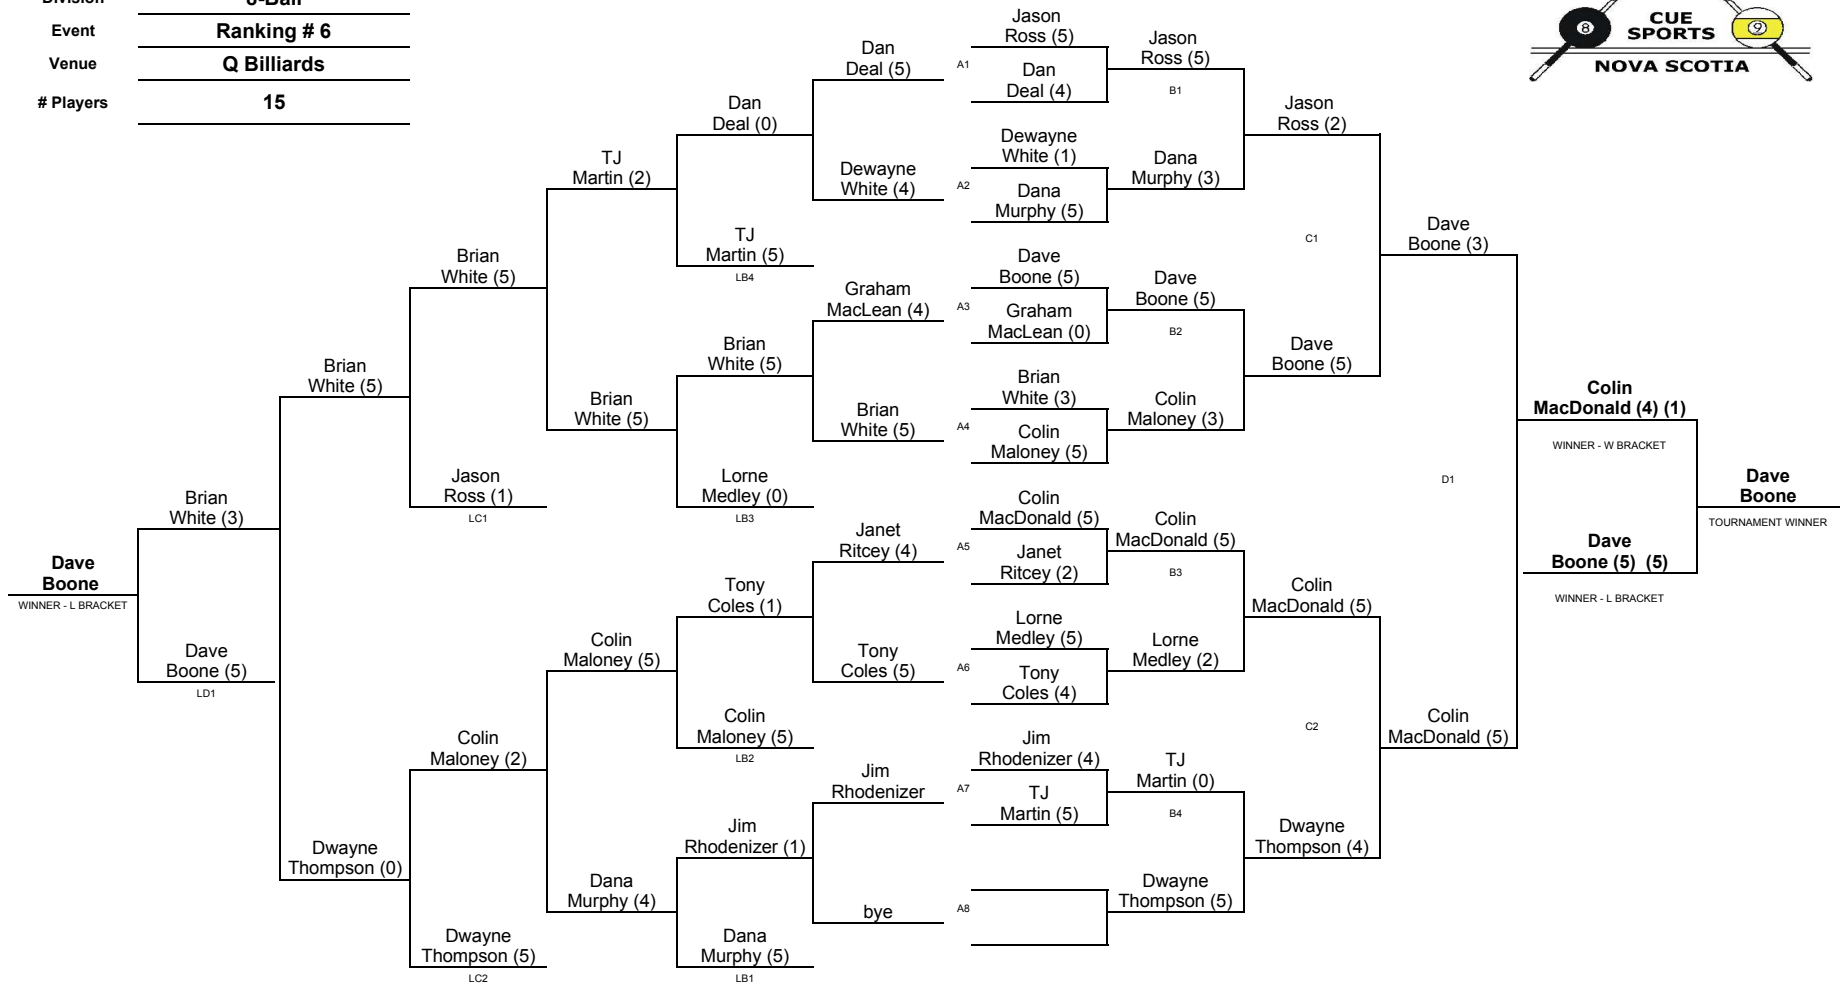 Division 8-Ball
Event Ranking # 6
Venue Q Billiards
# Players 15
8
CUE
SPORTS
9
NOVA SCOTIA
Jason
Ross (5)
A1
Dan
Deal (4)
Dewayne
White (1)
A2
Dana
Murphy (5)
Dave
Boone (5)
A3
Graham
MacLean (0)
Brian
White (3)
A4
Colin
Maloney (5)
Colin
MacDonald (5)
A5
Janet
Ritcey (2)
Lorne
Medley (5)
A6
Tony
Coles (4)
Jim
Rhodenizer (4)
A7
TJ
Martin (5)
A8
Jason
Ross (5)
B1
Dana
Murphy (3)
Dave
Boone (5)
B2
Colin
Maloney (3)
Colin
MacDonald (5)
B3
Lorne
Medley (2)
TJ
Martin (0)
B4
Dwayne
Thompson (5)
Jason
Ross (2)
C1
Dave
Boone (5)
Colin
MacDonald (5)
C2
Dwayne
Thompson (4)
Dave
Boone (3)
D1
Colin
MacDonald (5)
Colin
MacDonald (4) (1)
WINNER - W BRACKET
Dave
Boone (5) (5)
WINNER - L BRACKET
Dave
Boone
TOURNAMENT WINNER
Dan
Deal (5)
Dewayne
White (4)
Graham
MacLean (4)
Brian
White (5)
Janet
Ritcey (4)
Tony
Coles (5)
Jim
Rhodenizer
bye
Dan
Deal (0)
TJ
Martin (5)
LB4
Brian
White (5)
Lorne
Medley (0)
LB3
Tony
Coles (1)
Colin
Maloney (5)
LB2
Jim
Rhodenizer (1)
Dana
Murphy (5)
LB1
TJ
Martin (2)
Brian
White (5)
Colin
Maloney (5)
Dana
Murphy (4)
Brian
White (5)
Jason
Ross (1)
LC1
Colin
Maloney (2)
Dwayne
Thompson (5)
LC2
Brian
White (5)
Dwayne
Thompson (0)
Brian
White (3)
Dave
Boone (5)
LD1
Dave
Boone
WINNER - L BRACKET